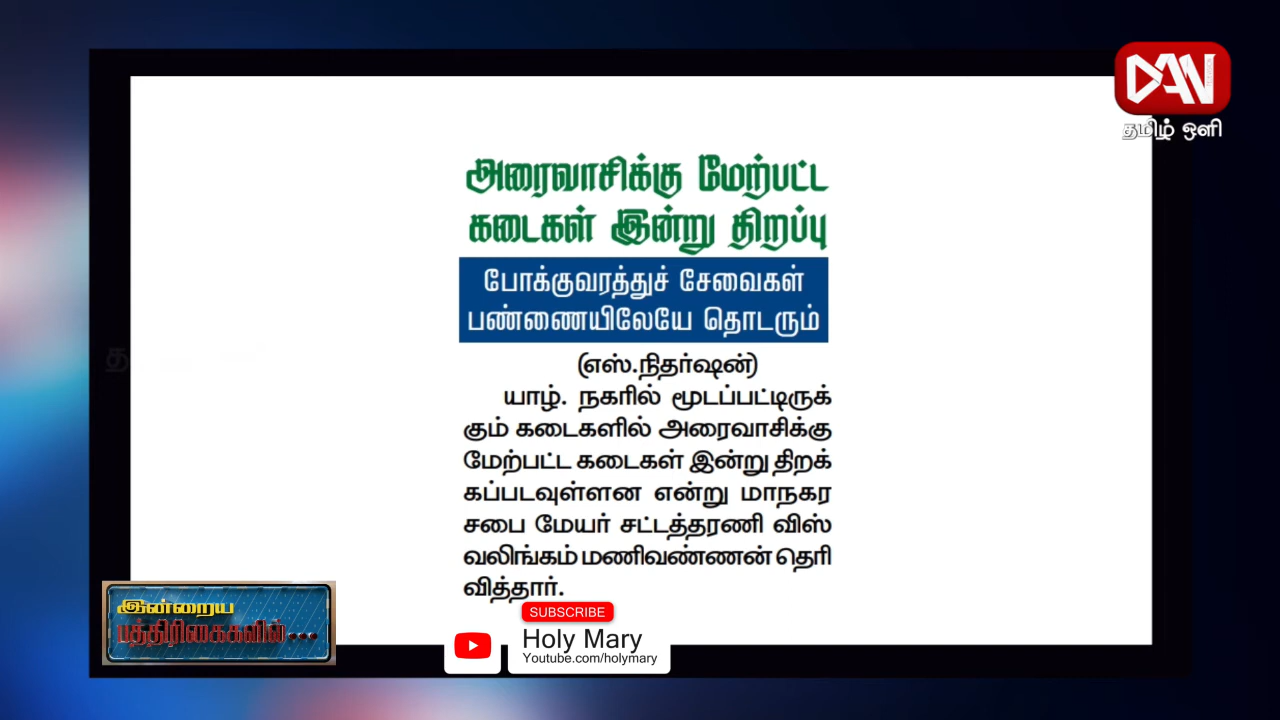 DAN
தமிழ் ஒளி
அரைவாசிக்கு மேற்பட்ட
கடைகள் இன்று திறப்பு
போக்குவரத்துச் சேவைகள்
பண்ணையிலேயே தொடரும்
(எஸ்.நிதர்ஷன்)
யாழ். நகரில் மூடப்பட்டிருக்
கும் கடைகளில் அரைவாசிக்கு
மேற்பட்ட கடைகள் இன்று திறக்
கப்படவுள்ளன என்று மாநகர
சபை மேயர் சட்டத்தரணி விஸ்
வலிங்கம் மணிவண்ணன் தெரி
வித்தார்.
இன்றைய
பத்திரிகைகளில்...
SUBSCRIBE
Holy Mary
Youtube.com/holymary